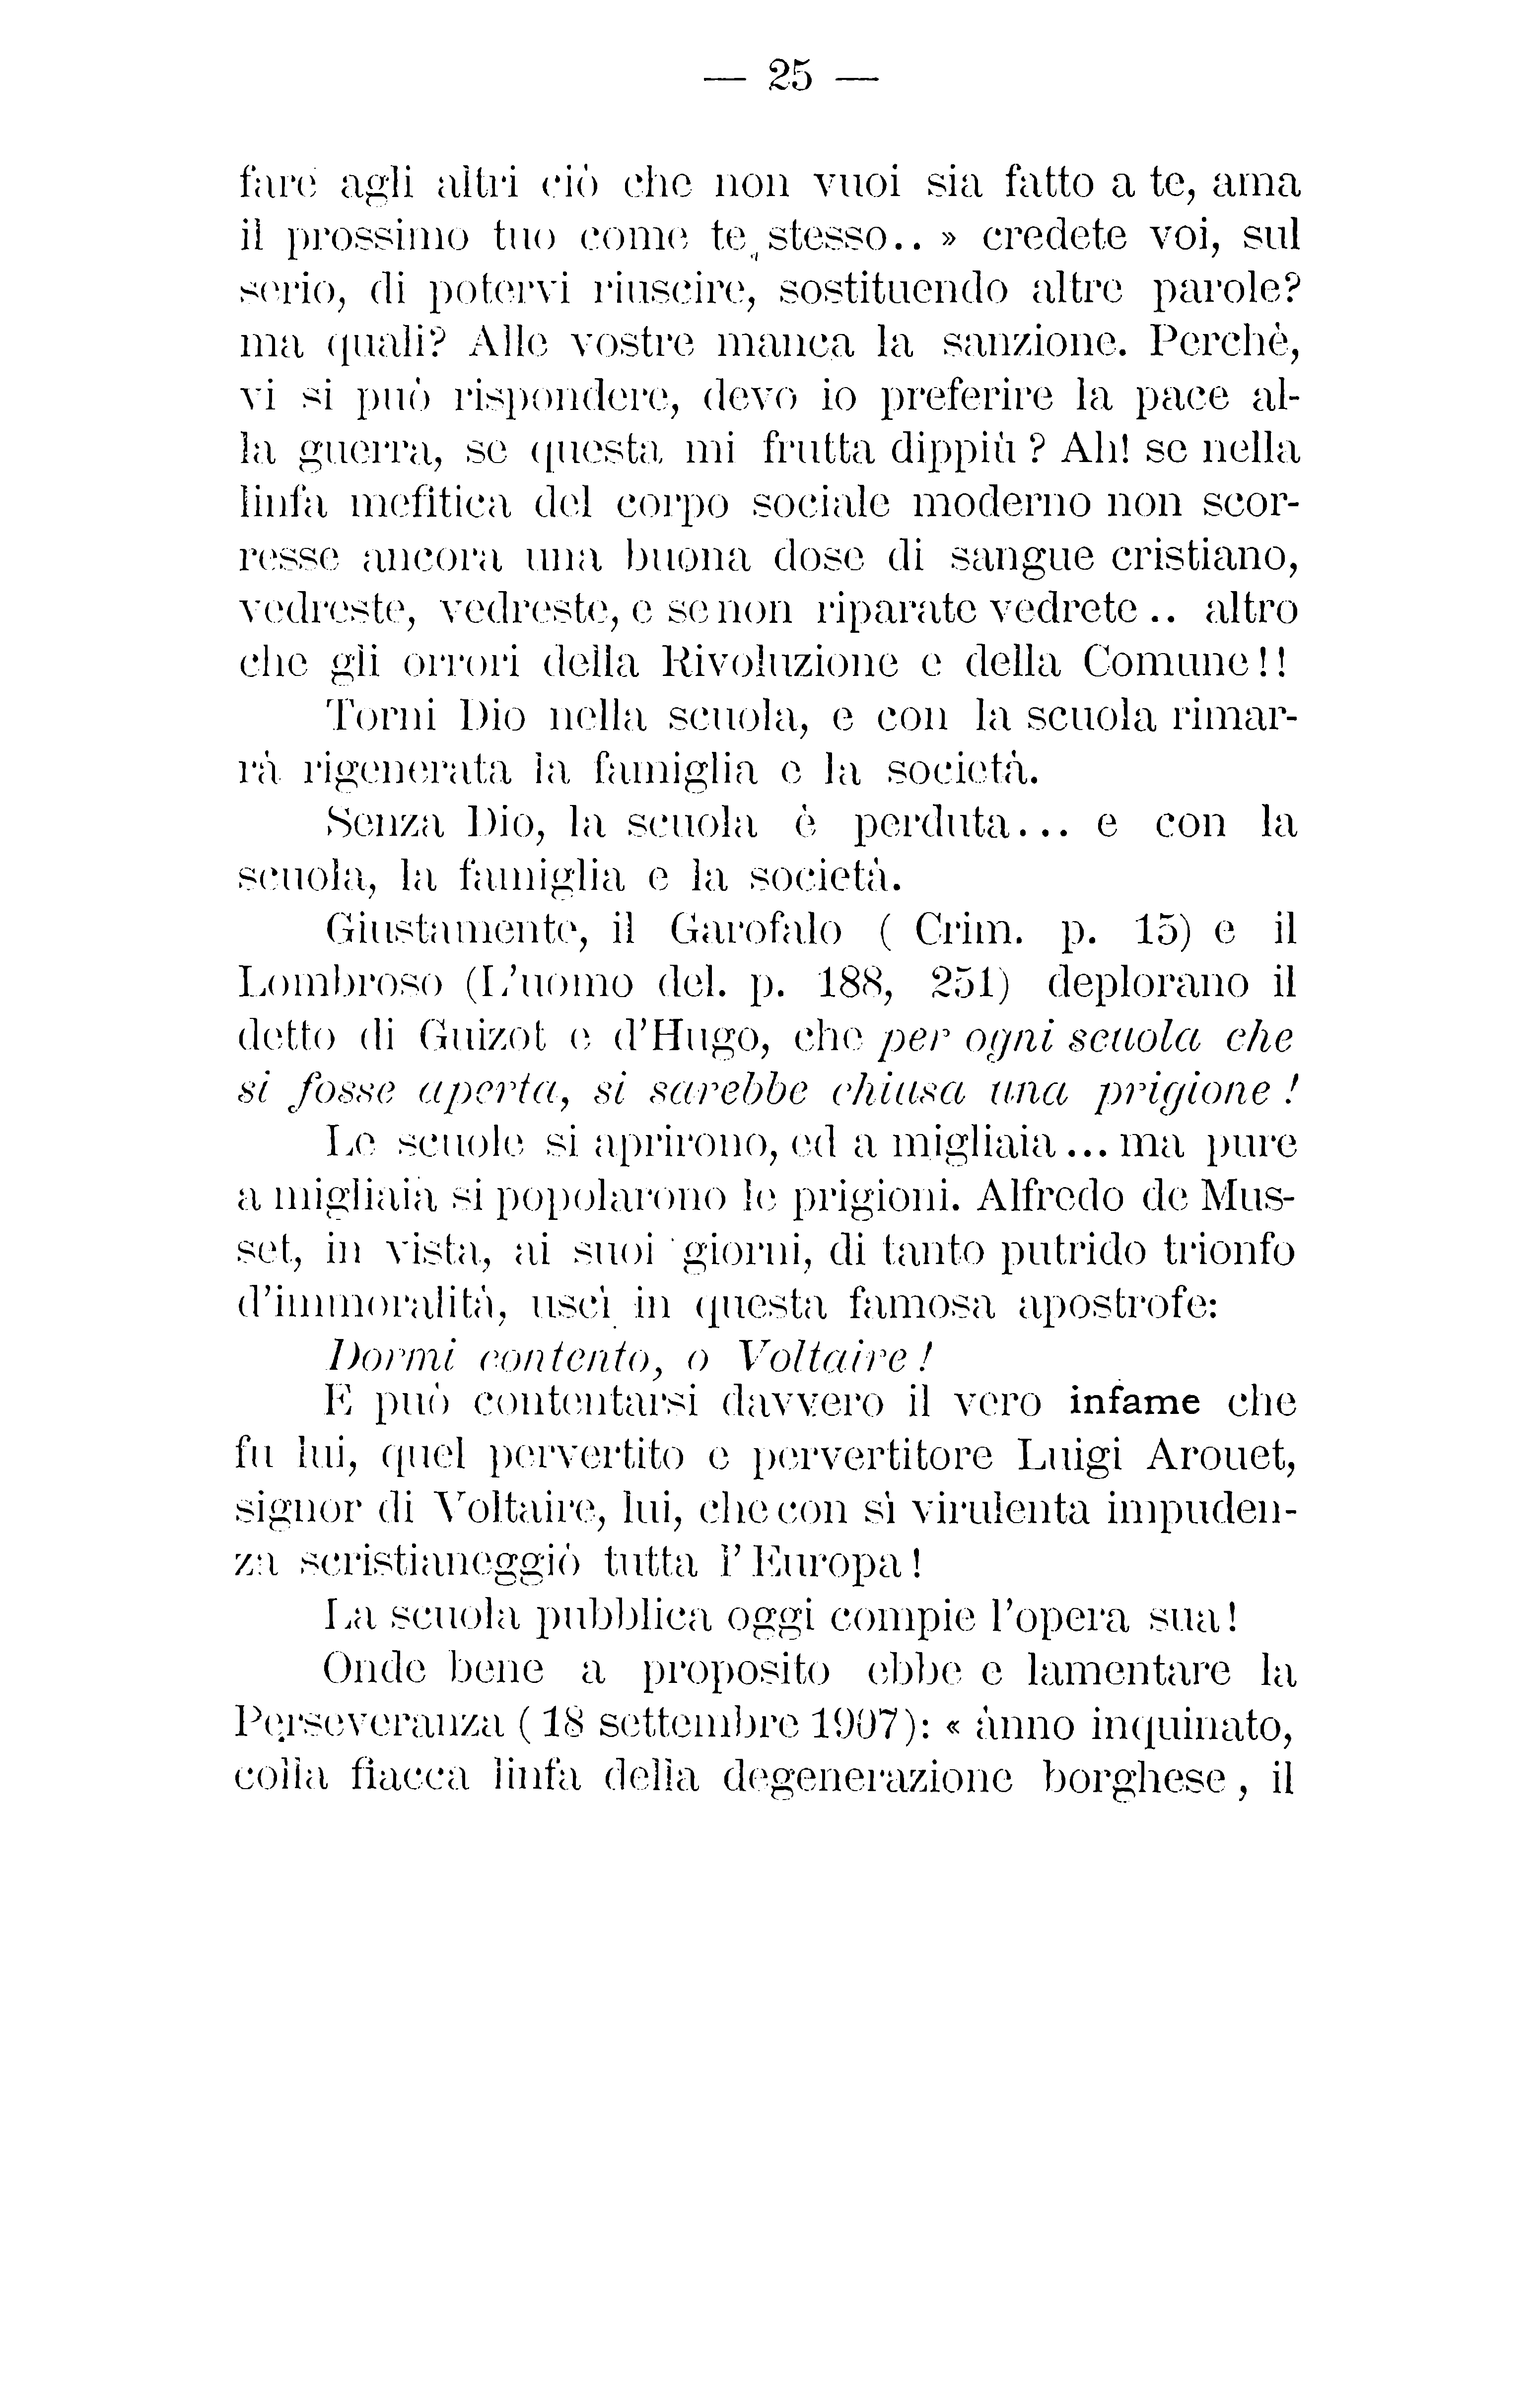 — 25 —
fare agli altri ciò che non vuoi sia fatto a te, ama
il prossimo tuo come te stesso.. » credete voi, sul
serio, di potervi riuscire, sostituendo altre parole?
ma quali? Alle vostre manca la sanzione. Perchè,
vi si può rispondere, devo io preferire la pace al-
la guerra, se questa mi frutta dippiù ? Ah! se nella
linfa mefitica del corpo sociale moderno non scor-
resse ancora una buona dose di sangue cristiano,
vedreste, vedreste, e se non riparate vedrete .. altro
che gli orrori della Rivoluzione e della Comune!!
Torni Dio nella scuola, e con la scuola rimar-
rà rigenerata la famiglia e la società.
Senza Dio, la scuola è perduta... e con la
scuola, la famiglia e la società.
Giustamente, il Garofalo ( Crim. p. 15) e il
Lombroso (L'uomo del. p. 188, 251) deplorano il
detto di Guizot e d'Hugo, che per ogni scuola che
si fosse aperta, si sarebbe chiusa una prigione !
Le scuole si aprirono, ed a migliaia ... ma pure
a migliaia si popolarono le prigioni. Alfredo de Mus-
set, in vista, ai suoi giorni, di tanto putrido trionfo
d'immoralità, uscì in questa famosa apostrofe:
Dormi contento, o Voltaire !
E può contentarsi davvero il vero infame che
fu lui, quel pervertito e pervertitore Luigi Arouet,
signor di Voltaire, lui, che con sì virulenta impuden-
za scristianeggiò tutta l' Europa !
La scuola pubblica oggi compie l'opera sua!
Onde bene a proposito ebbe e lamentare la
Perseveranza ( 18 settembre 1907): « ànno inquinato,
colla fiacca linfa della degenerazione borghese , il